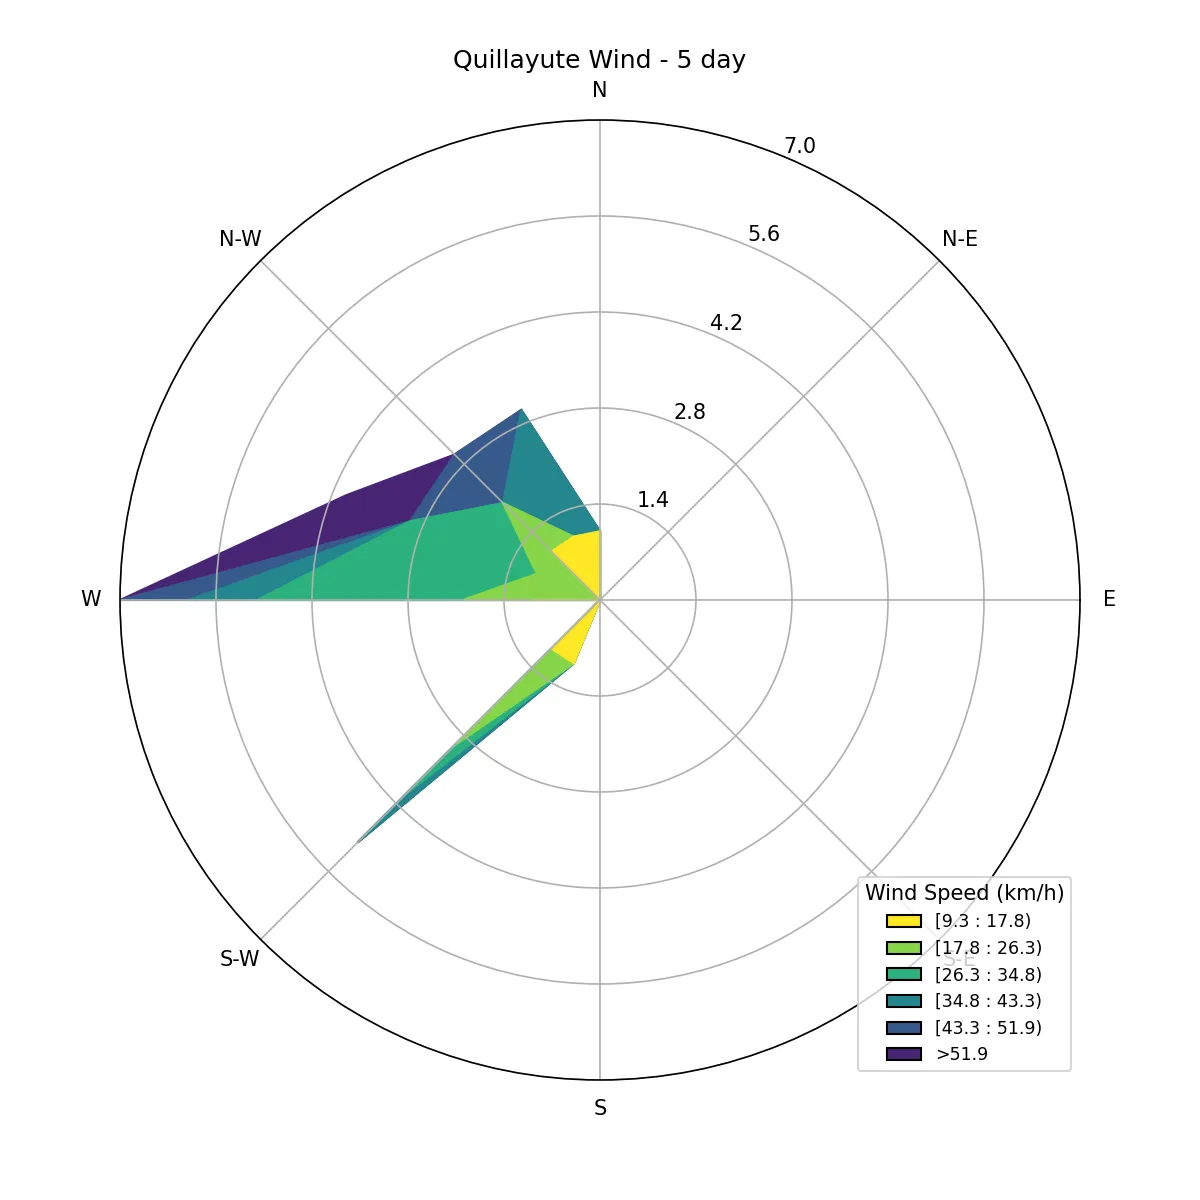 Quillayute Wind - 5 day
N
7.0
N-W
5.6
N-E
4.2
2.8
1.4
W
E
S-W
S-E
S
Wind Speed (km/h)
[9.3 : 17.8)
[17.8 : 26.3)
[26.3 : 34.8)
[34.8 : 43.3)
[43.3 : 51.9)
>51.9